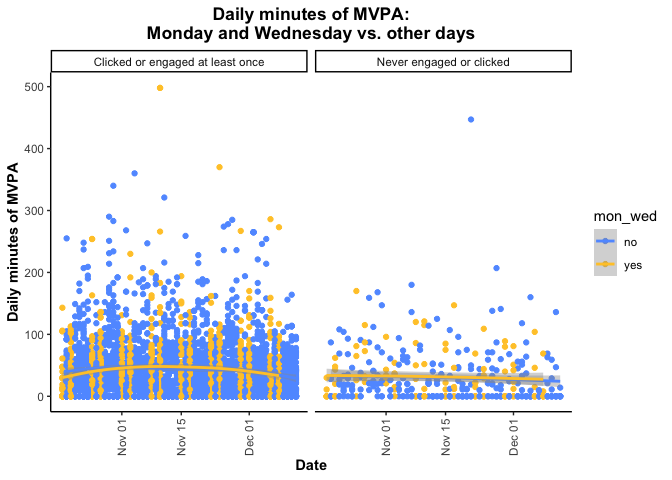 Daily minutes of MVPA:
Monday and Wednesday vs. other days
Clicked or engaged at least once
Never engaged or clicked
Daily minutes of MVPA
500
400
300
200
100
0
Nov 01
Nov 15
Dec 01
Nov 01
Nov 15
Dec 01
Date
mon_wed
no
yes